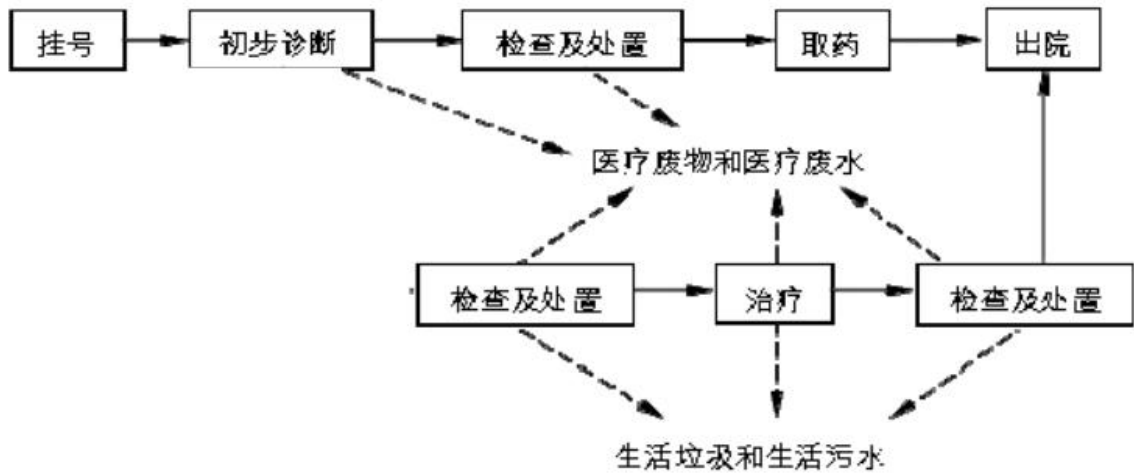 挂号 初步诊断 检查及处置 取药 出院
医疗废物和医疗废水
检查及处置 治疗 检查及处置
生活垃圾和生活污水